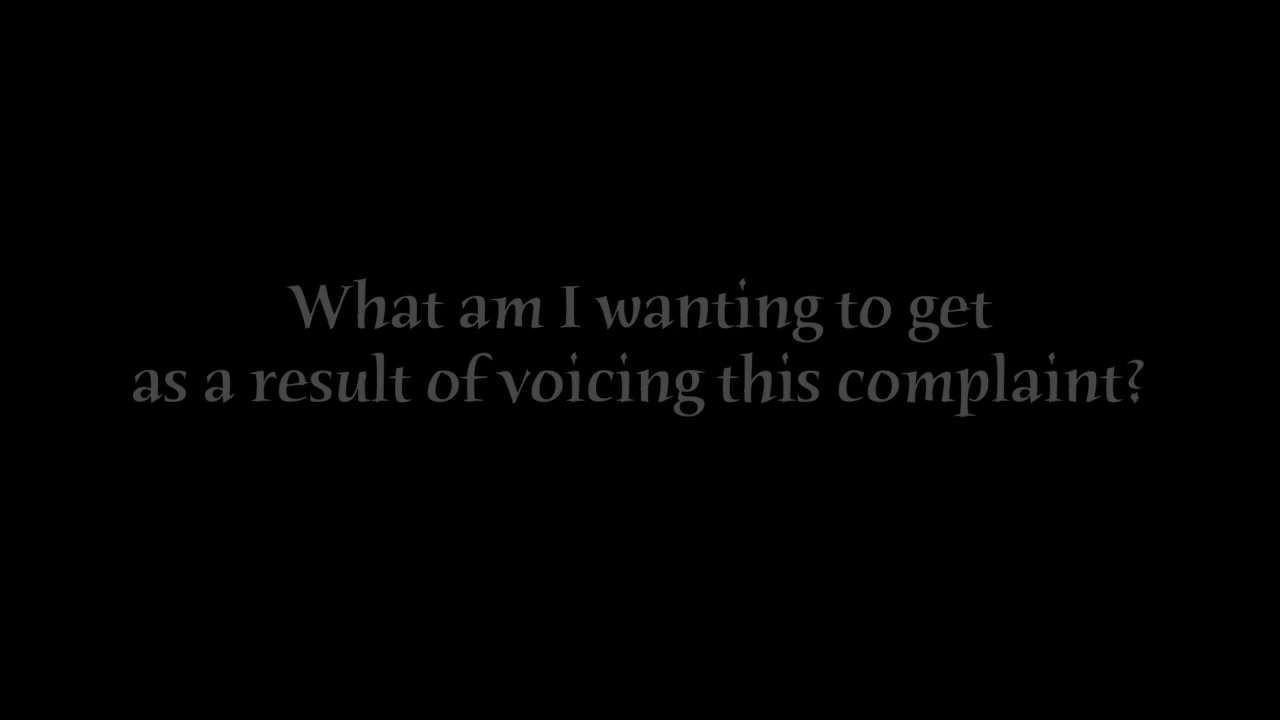 What am I wanting to get
as a result of voicing this complaint?